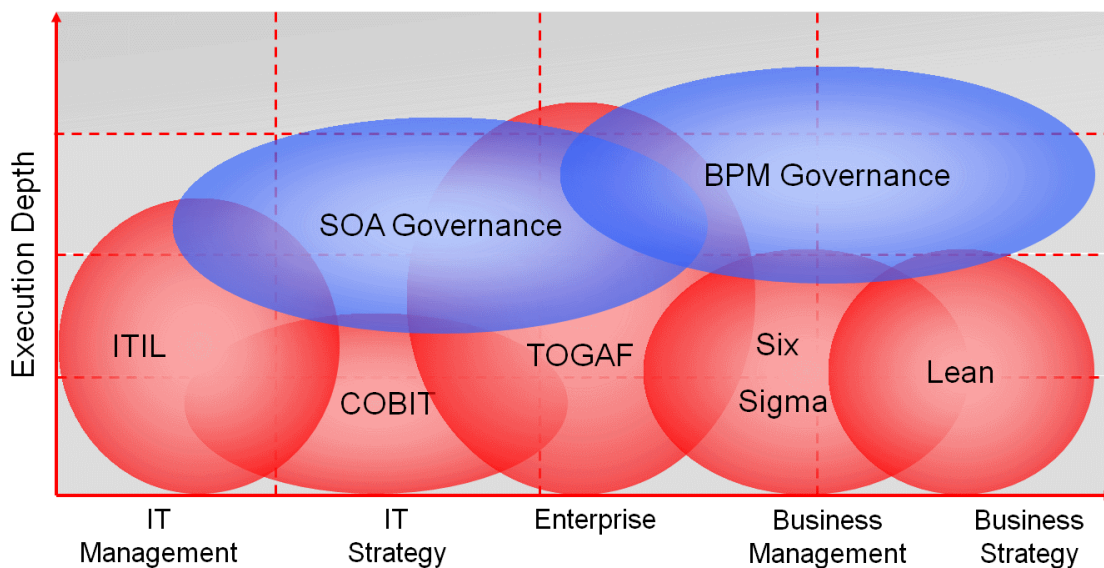 Execution Depth
BPM Governance
SOA Governance
ITIL
COBIT
TOGAF
Six
Sigma
Lean
IT
Management
IT
Strategy
Enterprise
Business
Management
Business
Strategy